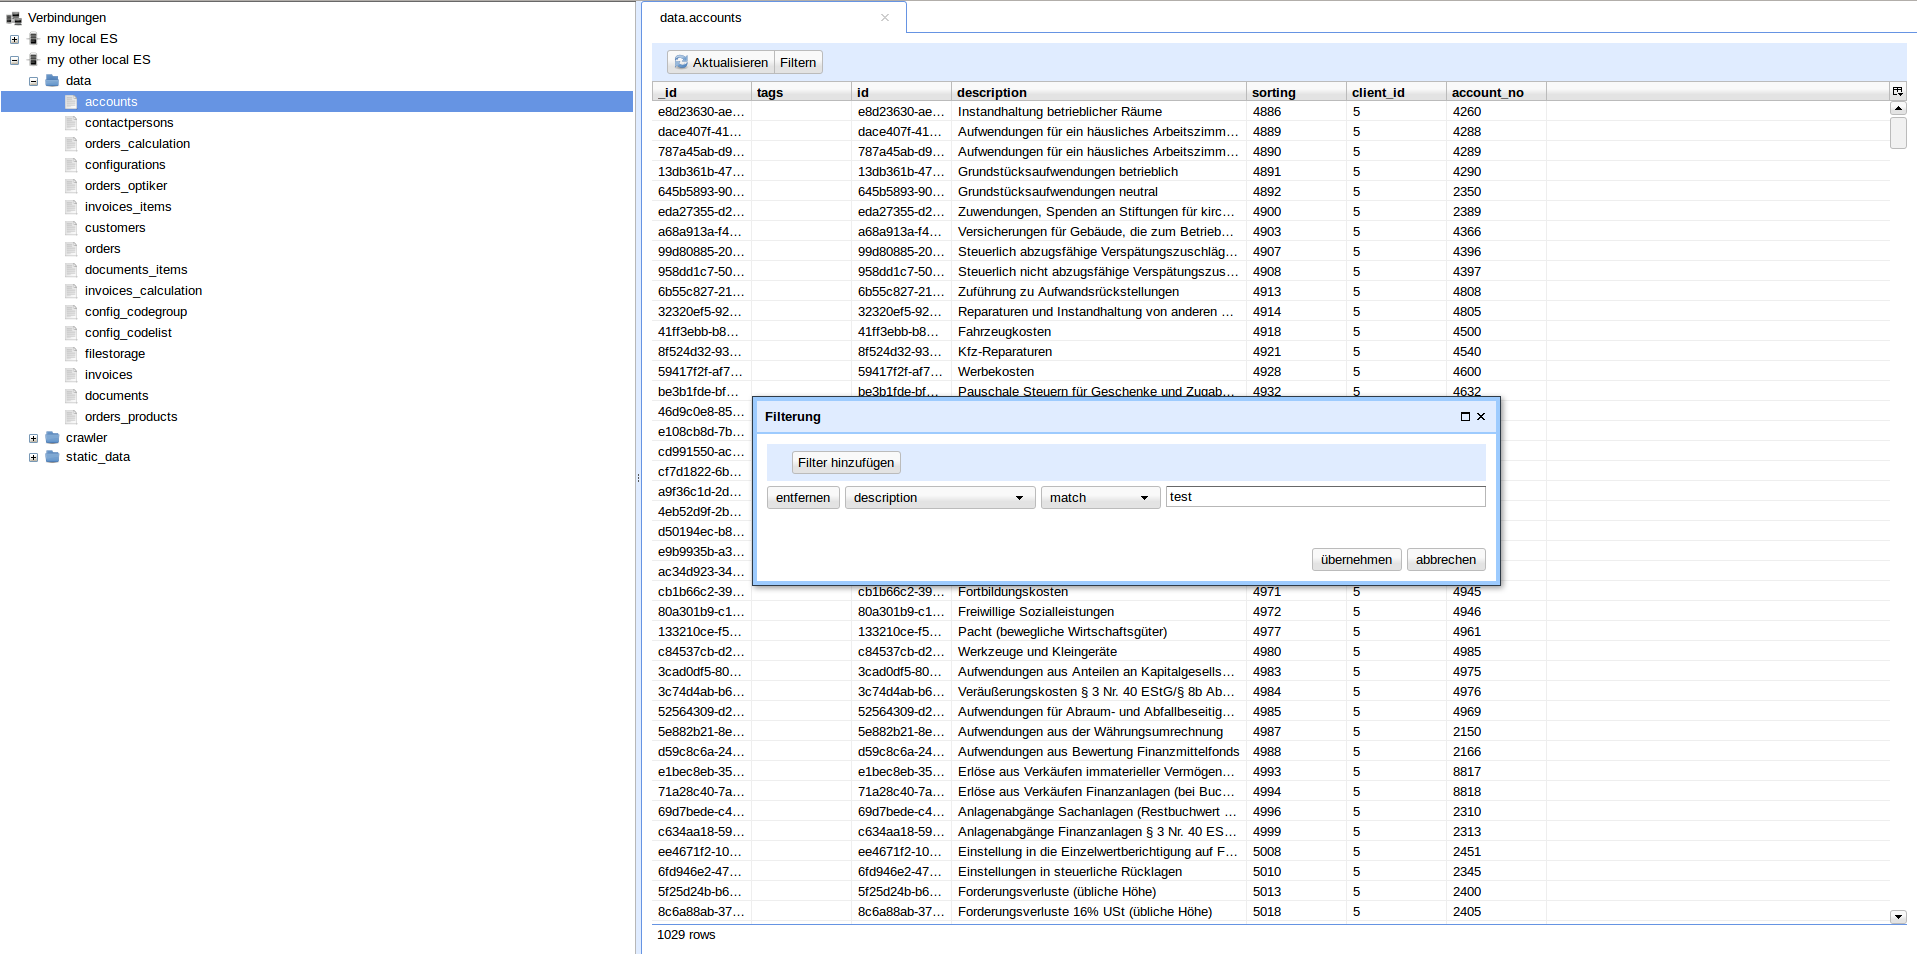 Verbindungen
my local ES
my other local ES
data
accounts
contactpersons
orders_calculation
configurations
orders_optiker
invoices_items
customers
orders
documents_items
invoices_calculation
config_codegroup
config_codelist
filestorage
invoices
documents
orders_products
crawler
static_data
data.accounts
Aktualisieren Filtern
_id tags id description sorting client_id account_no
e8d23630-ae... e8d23630-ae... Instandhaltung betrieblicher Räume 4886 5 4260
dace407f-41... dace407f-41... Aufwendungen für ein häusliches Arbeitszimm... 4889 5 4288
787a45ab-d9... 787a45ab-d9... Aufwendungen für ein häusliches Arbeitszimm... 4890 5 4289
13db361b-47... 13db361b-47... Grundstücksaufwendungen betrieblich 4891 5 4290
645b5893-90... 645b5893-90... Grundstücksaufwendungen neutral 4892 5 2350
eda27355-d2... eda27355-d2... Zuwendungen, Spenden an Stiftungen für kirc... 4900 5 2389
a68a913a-f4... a68a913a-f4... Versicherungen für Gebäude, die zum Betrieb... 4903 5 4366
99d80885-20... 99d80885-20... Steuerlich abzugsfähige Verspätungszuschläg... 4907 5 4396
958dd1c7-50... 958dd1c7-50... Steuerlich nicht abzugsfähige Verspätungszus... 4908 5 4397
6b55c827-21... 6b55c827-21... Zuführung zu Aufwandsrückstellungen 4913 5 4808
32320ef5-92... 32320ef5-92... Reparaturen und Instandhaltung von anderen ... 4914 5 4805
41ff3ebb-b8... 41ff3ebb-b8... Fahrzeugkosten 4918 5 4500
8f524d32-93... 8f524d32-93... Kfz-Reparaturen 4921 5 4540
59417f2f-af7... 59417f2f-af7... Werbekosten 4928 5 4600
be3b1fde-bf... be3b1fde-bf... Pauschale Steuern für Geschenke und Zugab... 4932 5 4632
46d9c0e8-85...
e108cb8d-7b...
cd991550-ac...
cf7d1822-6b...
a9f36c1d-2d...
4eb52d9f-2b...
d50194ec-b8...
e9b9935b-a3...
ac34d923-34...
Filterung
Filter hinzufügen
entfernen description match test
übernehmen abbrechen
cb1b66c2-39... cb1b66c2-39... Fortbildungskosten 4971 5 4945
80a301b9-c1... 80a301b9-c1... Freiwillige Sozialleistungen 4972 5 4946
133210ce-f5... 133210ce-f5... Pacht (bewegliche Wirtschaftsgüter) 4977 5 4961
c84537cb-d2... c84537cb-d2... Werkzeuge und Kleingeräte 4980 5 4985
3cad0df5-80... 3cad0df5-80... Aufwendungen aus Anteilen an Kapitalgesells... 4983 5 4975
3c74d4ab-b6... 3c74d4ab-b6... Veräußerungskosten § 3 Nr. 40 EStG/§ 8b Ab... 4984 5 4976
52564309-d2... 52564309-d2... Aufwendungen für Abraum- und Abfallbeseitig... 4985 5 4969
5e882b21-8e... 5e882b21-8e... Aufwendungen aus der Währungsumrechnung 4987 5 2150
d59c8c6a-24... d59c8c6a-24... Aufwendungen aus Bewertung Finanzmittelfonds 4988 5 2166
e1bec8eb-35... e1bec8eb-35... Erlöse aus Verkäufen immaterieller Vermögen... 4993 5 8817
71a28c40-7a... 71a28c40-7a... Erlöse aus Verkäufen Finanzanlagen (bei Buc... 4994 5 8818
69d7bede-c4... 69d7bede-c4... Anlagenabgänge Sachanlagen (Restbuchwert ... 4996 5 2310
c634aa18-59... c634aa18-59... Anlagenabgänge Finanzanlagen § 3 Nr. 40 ES... 4999 5 2313
ee4671f2-10... ee4671f2-10... Einstellung in die Einzelwertberichtigung auf F... 5008 5 2451
6fd946e2-47... 6fd946e2-47... Einstellungen in steuerliche Rücklagen 5010 5 2345
5f25d24b-b6... 5f25d24b-b6... Forderungsverluste (übliche Höhe) 5013 5 2400
8c6a88ab-37... 8c6a88ab-37... Forderungsverluste 16% USt (übliche Höhe) 5018 5 2405
1029 rows